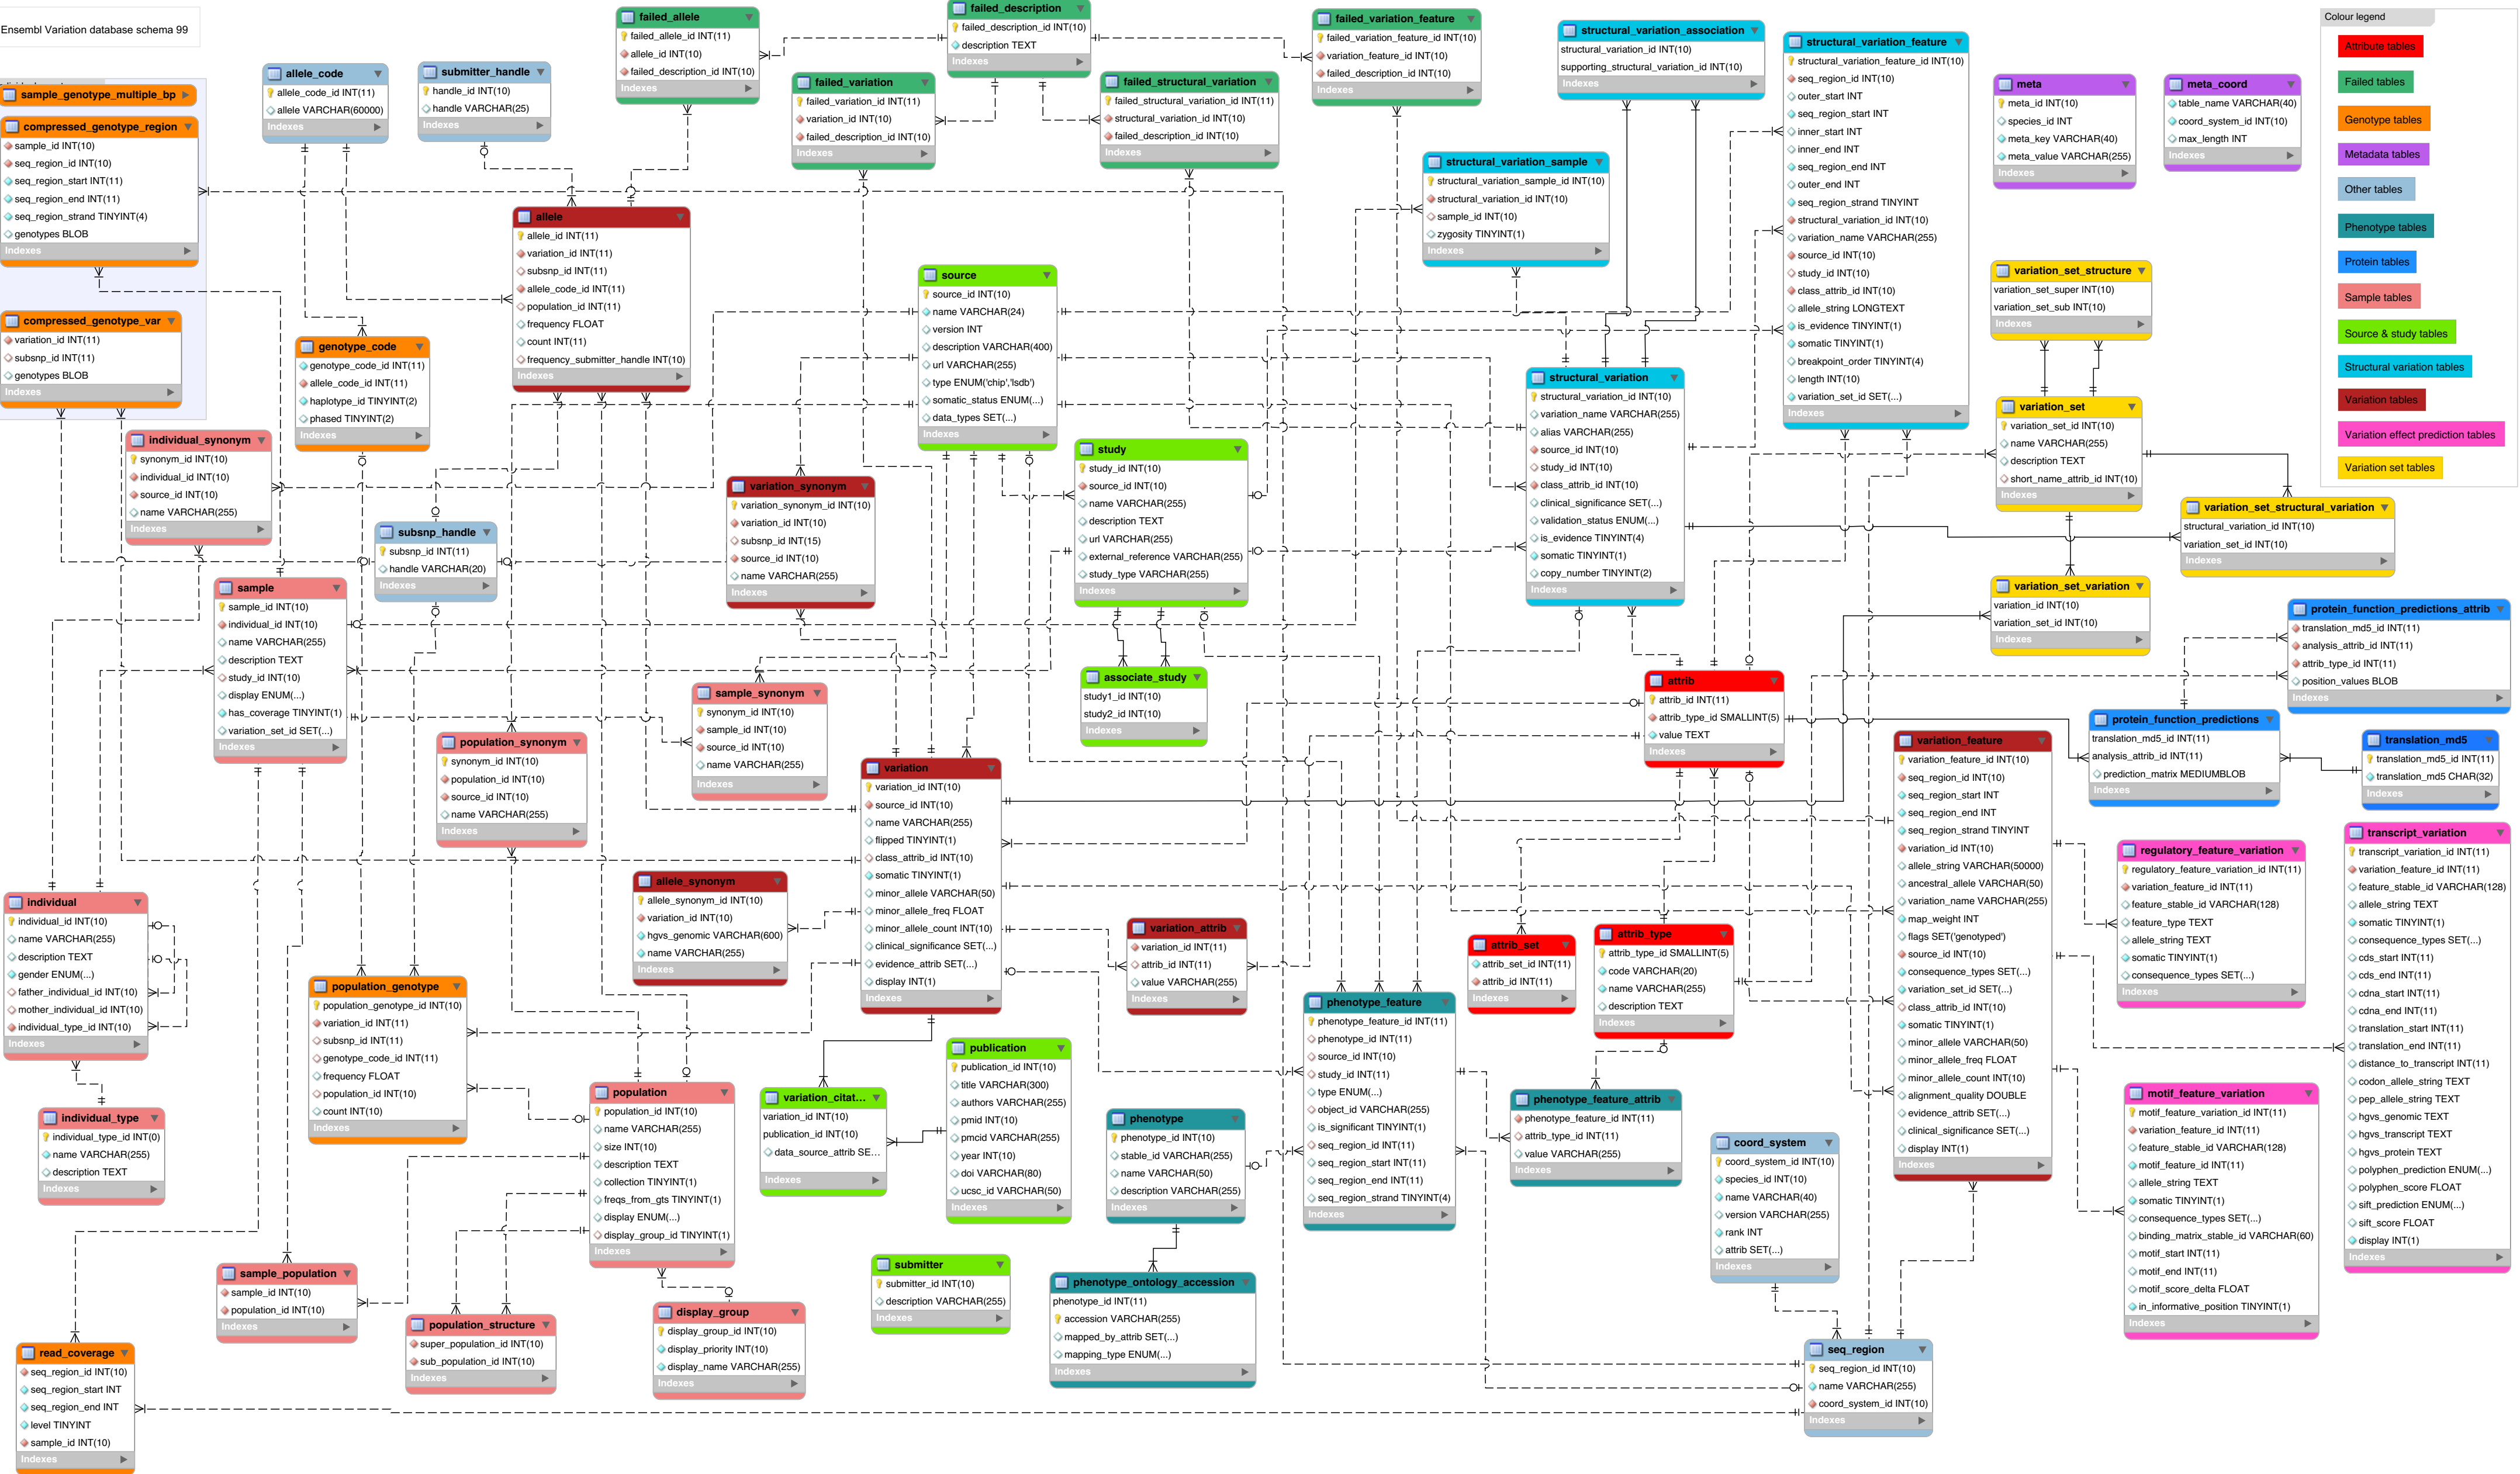 Ensembl Variation database schema 99
sample_genotype_multiple_bp
compressed_genotype_region
sample_id INT(10)
seq_region_id INT(10)
seq_region_start INT(11)
seq_region_end INT(11)
seq_region_strand TINYINT(4)
genotypes BLOB
Indexes
compressed_genotype_var
variation_id INT(11)
subsnp_id INT(11)
genotypes BLOB
Indexes
allele_code
allele_code_id INT(11)
allele VARCHAR(60000)
Indexes
submitter_handle
handle_id INT(10)
handle VARCHAR(25)
Indexes
failed_allele
failed_allele_id INT(11)
allele_id INT(10)
failed_description_id INT(10)
Indexes
failed_description
failed_description_id INT(10)
description TEXT
Indexes
failed_variation
failed_variation_id INT(11)
variation_id INT(10)
failed_description_id INT(10)
Indexes
failed_structural_variation
failed_structural_variation_id INT(11)
structural_variation_id INT(10)
failed_description_id INT(10)
Indexes
failed_variation_feature
failed_variation_feature_id INT(10)
variation_feature_id INT(10)
failed_description_id INT(10)
Indexes
structural_variation_association
structural_variation_id INT(10)
supporting_structural_variation_id INT(10)
Indexes
structural_variation_sample
structural_variation_sample_id INT(10)
structural_variation_id INT(10)
sample_id INT(10)
zygosity TINYINT(1)
Indexes
structural_variation_feature
structural_variation_feature_id INT(10)
seq_region_id INT(10)
outer_start INT
seq_region_start INT
inner_start INT
inner_end INT
seq_region_end INT
outer_end INT
seq_region_strand TINYINT
structural_variation_id INT(10)
variation_name VARCHAR(255)
source_id INT(10)
study_id INT(10)
class_attrib_id INT(10)
allele_string LONGTEXT
is_evidence TINYINT(1)
somatic TINYINT(1)
breakpoint_order TINYINT(4)
length INT(10)
variation_set_id SET(...)
Indexes
meta
meta_id INT(10)
species_id INT
meta_key VARCHAR(40)
meta_value VARCHAR(255)
Indexes
meta_coord
table_name VARCHAR(40)
coord_system_id INT(10)
max_length INT
Indexes
Colour legend
Attribute tables
Failed tables
Genotype tables
Metadata tables
Other tables
Phenotype tables
Protein tables
Sample tables
Source & study tables
Structural variation tables
Variation tables
Variation effect prediction tables
Variation set tables
allele
allele_id INT(11)
variation_id INT(11)
subsnp_id INT(11)
allele_code_id INT(11)
population_id INT(11)
frequency FLOAT
count INT(11)
frequency_submitter_handle INT(10)
Indexes
genotype_code
genotype_code_id INT(11)
allele_code_id INT(11)
haplotype_id TINYINT(2)
phased TINYINT(2)
Indexes
source
source_id INT(10)
name VARCHAR(24)
version INT
description VARCHAR(400)
url VARCHAR(255)
type ENUM('chip','lsdb')
somatic_status ENUM(...)
data_types SET(...)
Indexes
study
study_id INT(10)
source_id INT(10)
name VARCHAR(255)
description TEXT
url VARCHAR(255)
external_reference VARCHAR(255)
study_type VARCHAR(255)
Indexes
structural_variation
structural_variation_id INT(10)
variation_name VARCHAR(255)
alias VARCHAR(255)
source_id INT(10)
study_id INT(10)
class_attrib_id INT(10)
clinical_significance SET(...)
validation_status ENUM(...)
is_evidence TINYINT(4)
somatic TINYINT(1)
copy_number TINYINT(2)
Indexes
variation_set_structure
variation_set_super INT(10)
variation_set_sub INT(10)
Indexes
variation_set
variation_set_id INT(10)
name VARCHAR(255)
description TEXT
short_name_attrib_id INT(10)
Indexes
variation_set_structural_variation
structural_variation_id INT(10)
variation_set_id INT(10)
Indexes
variation_set_variation
variation_id INT(10)
variation_set_id INT(10)
Indexes
individual_synonym
synonym_id INT(10)
individual_id INT(10)
source_id INT(10)
name VARCHAR(255)
Indexes
subsnp_handle
subsnp_id INT(11)
handle VARCHAR(20)
Indexes
variation_synonym
variation_synonym_id INT(10)
variation_id INT(10)
subsnp_id INT(15)
source_id INT(10)
name VARCHAR(255)
Indexes
sample
sample_id INT(10)
individual_id INT(10)
name VARCHAR(255)
description TEXT
study_id INT(10)
display ENUM(...)
has_coverage TINYINT(1)
variation_set_id SET(...)
Indexes
sample_synonym
synonym_id INT(10)
sample_id INT(10)
source_id INT(10)
name VARCHAR(255)
Indexes
population_synonym
synonym_id INT(10)
population_id INT(10)
source_id INT(10)
name VARCHAR(255)
Indexes
associate_study
study1_id INT(10)
study2_id INT(10)
Indexes
attrib
attrib_id INT(11)
attrib_type_id SMALLINT(5)
value TEXT
Indexes
protein_function_predictions_attrib
translation_md5_id INT(11)
analysis_attrib_id INT(11)
attrib_type_id INT(11)
position_values BLOB
Indexes
protein_function_predictions
translation_md5_id INT(11)
analysis_attrib_id INT(11)
prediction_matrix MEDIUMBLOB
Indexes
translation_md5
translation_md5_id INT(11)
translation_md5 CHAR(32)
Indexes
variation
variation_id INT(10)
source_id INT(10)
name VARCHAR(255)
flipped TINYINT(1)
class_attrib_id INT(10)
somatic TINYINT(1)
minor_allele VARCHAR(50)
minor_allele_freq FLOAT
minor_allele_count INT(10)
clinical_significance SET(...)
evidence_attrib SET(...)
display INT(1)
Indexes
variation_feature
variation_feature_id INT(10)
seq_region_id INT(10)
seq_region_start INT
seq_region_end INT
seq_region_strand TINYINT
variation_id INT(10)
allele_string VARCHAR(50000)
ancestral_allele VARCHAR(50)
variation_name VARCHAR(255)
map_weight INT
flags SET('genotyped')
source_id INT(10)
consequence_types SET(...)
variation_set_id SET(...)
class_attrib_id INT(10)
somatic TINYINT(1)
minor_allele VARCHAR(50)
minor_allele_freq FLOAT
minor_allele_count INT(10)
alignment_quality DOUBLE
evidence_attrib SET(...)
clinical_significance SET(...)
display INT(1)
Indexes
regulatory_feature_variation
regulatory_feature_variation_id INT(11)
variation_feature_id INT(11)
feature_stable_id VARCHAR(128)
feature_type TEXT
allele_string TEXT
somatic TINYINT(1)
consequence_types SET(...)
Indexes
transcript_variation
transcript_variation_id INT(11)
variation_feature_id INT(11)
feature_stable_id VARCHAR(128)
allele_string TEXT
somatic TINYINT(1)
consequence_types SET(...)
cds_start INT(11)
cds_end INT(11)
cdna_start INT(11)
cdna_end INT(11)
translation_start INT(11)
translation_end INT(11)
distance_to_transcript INT(11)
codon_allele_string TEXT
pep_allele_string TEXT
hgvs_genomic TEXT
hgvs_transcript TEXT
hgvs_protein TEXT
polyphen_prediction ENUM(...)
polyphen_score FLOAT
sift_prediction ENUM(...)
sift_score FLOAT
display INT(1)
Indexes
motif_feature_variation
motif_feature_variation_id INT(11)
variation_feature_id INT(11)
feature_stable_id VARCHAR(128)
motif_feature_id INT(11)
allele_string TEXT
somatic TINYINT(1)
consequence_types SET(...)
binding_matrix_stable_id VARCHAR(60)
motif_start INT(11)
motif_end INT(11)
motif_score_delta FLOAT
in_informative_position TINYINT(1)
Indexes
allele_synonym
allele_synonym_id INT(10)
variation_id INT(10)
hgvs_genomic VARCHAR(600)
name VARCHAR(255)
Indexes
variation_attrib
variation_id INT(11)
attrib_id INT(11)
value VARCHAR(255)
Indexes
attrib_set
attrib_set_id INT(11)
attrib_id INT(11)
Indexes
attrib_type
attrib_type_id SMALLINT(5)
code VARCHAR(20)
name VARCHAR(255)
description TEXT
Indexes
individual
individual_id INT(10)
name VARCHAR(255)
description TEXT
gender ENUM(...)
father_individual_id INT(10)
mother_individual_id INT(10)
individual_type_id INT(10)
Indexes
individual_type
individual_type_id INT(0)
name VARCHAR(255)
description TEXT
Indexes
population_genotype
population_genotype_id INT(10)
variation_id INT(11)
subsnp_id INT(11)
genotype_code_id INT(11)
frequency FLOAT
population_id INT(10)
count INT(10)
Indexes
population
population_id INT(10)
name VARCHAR(255)
size INT(10)
description TEXT
collection TINYINT(1)
freqs_from_gts TINYINT(1)
display ENUM(...)
display_group_id TINYINT(1)
Indexes
variation_citat...
variation_id INT(10)
publication_id INT(10)
data_source_attrib SE...
Indexes
publication
publication_id INT(10)
title VARCHAR(300)
authors VARCHAR(255)
pmid INT(10)
pmcid VARCHAR(255)
year INT(10)
doi VARCHAR(80)
ucsc_id VARCHAR(50)
Indexes
phenotype
phenotype_id INT(10)
stable_id VARCHAR(255)
name VARCHAR(50)
description VARCHAR(255)
Indexes
phenotype_feature
phenotype_feature_id INT(11)
phenotype_id INT(11)
source_id INT(10)
study_id INT(11)
type ENUM(...)
object_id VARCHAR(255)
is_significant TINYINT(1)
seq_region_id INT(11)
seq_region_start INT(11)
seq_region_end INT(11)
seq_region_strand TINYINT(4)
Indexes
phenotype_feature_attrib
phenotype_feature_id INT(11)
attrib_type_id INT(11)
value VARCHAR(255)
Indexes
coord_system
coord_system_id INT(10)
species_id INT(10)
name VARCHAR(40)
version VARCHAR(255)
rank INT
attrib SET(...)
Indexes
submitter
submitter_id INT(10)
description VARCHAR(255)
Indexes
phenotype_ontology_accession
phenotype_id INT(11)
accession VARCHAR(255)
mapped_by_attrib SET(...)
mapping_type ENUM(...)
Indexes
sample_population
sample_id INT(10)
population_id INT(10)
Indexes
population_structure
super_population_id INT(10)
sub_population_id INT(10)
Indexes
display_group
display_group_id INT(10)
display_priority INT(10)
display_name VARCHAR(255)
Indexes
read_coverage
seq_region_id INT(10)
seq_region_start INT
seq_region_end INT
level TINYINT
sample_id INT(10)
Indexes
seq_region
seq_region_id INT(10)
name VARCHAR(255)
coord_system_id INT(10)
Indexes